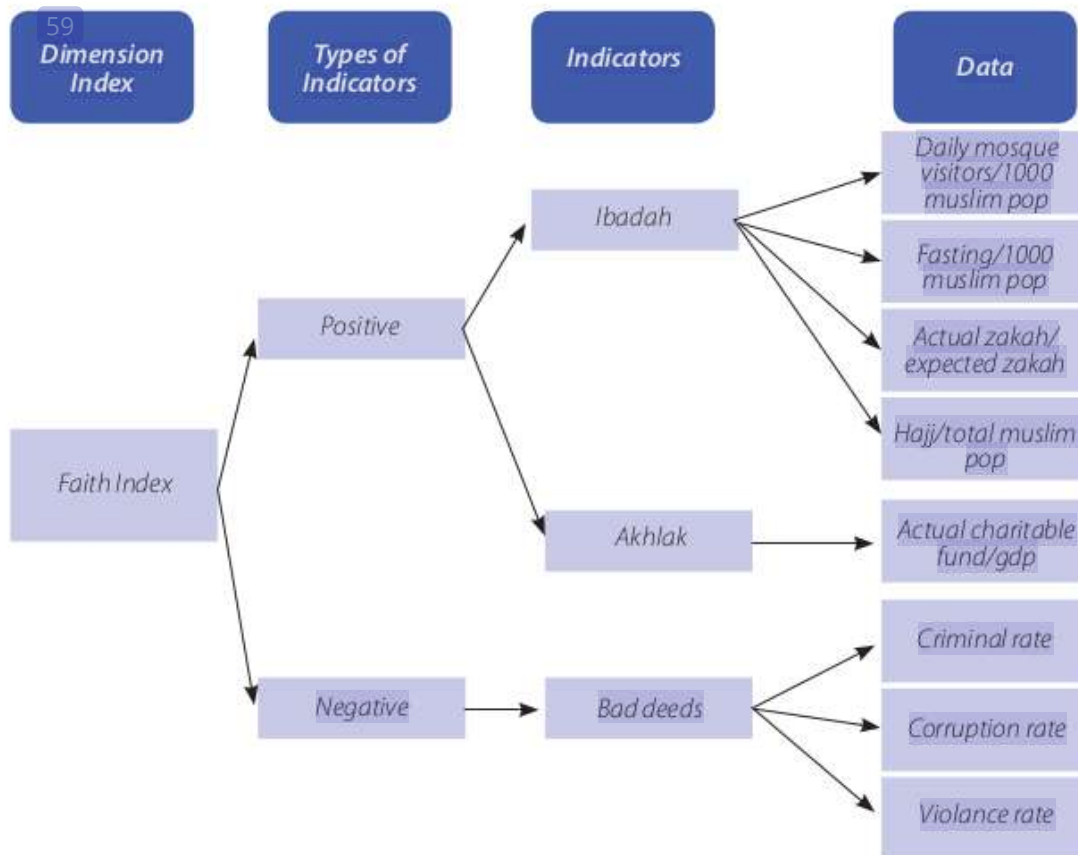 59
Dimension
Index
Types of
Indicators
Indicators
Data
Daily mosque
visitors/1000
muslim pop
Ibadah
Fasting/1000
muslim pop
Positive
Actual zakah/
expected zakah
Hajj/total muslim
pop
Faith Index
Akhlak
Actual charitable
fund/gdp
Criminal rate
Negative
Bad deeds
Corruption rate
Violance rate